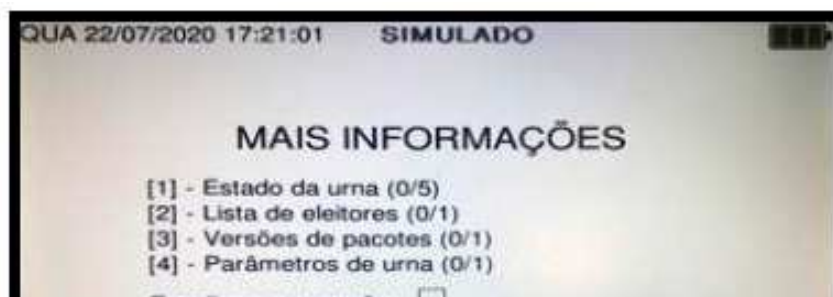 QUA 22/07/2020 17:21:01 SIMULADO
MAIS INFORMAÇÕES
[1] - Estado da urna (0/5)
[2] - Lista de eleitores (0/1)
[3] - Versões de pacotes (0/1)
[4] - Parâmetros de urna (0/1)